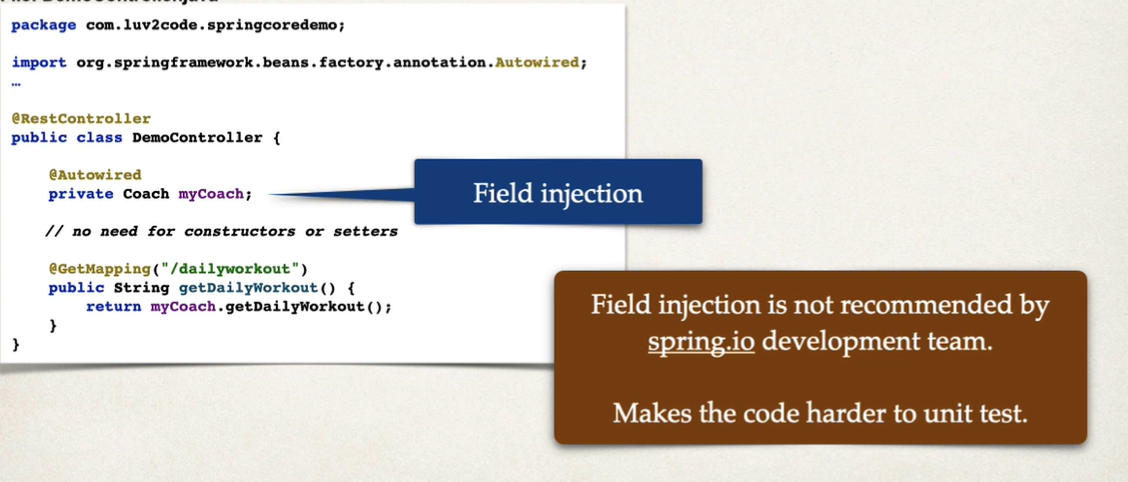 package com.luv2code.springcoredemo;
import org.springframework.beans.factory.annotation.Autowired;
…
@RestController
public class DemoController {
@Autowired
private Coach myCoach;
// no need for constructors or setters
@GetMapping("/dailyworkout")
public String getDailyWorkout() {
return myCoach.getDailyWorkout();
}
}
Field injection
Field injection is not recommended by
spring.io development team.
Makes the code harder to unit test.